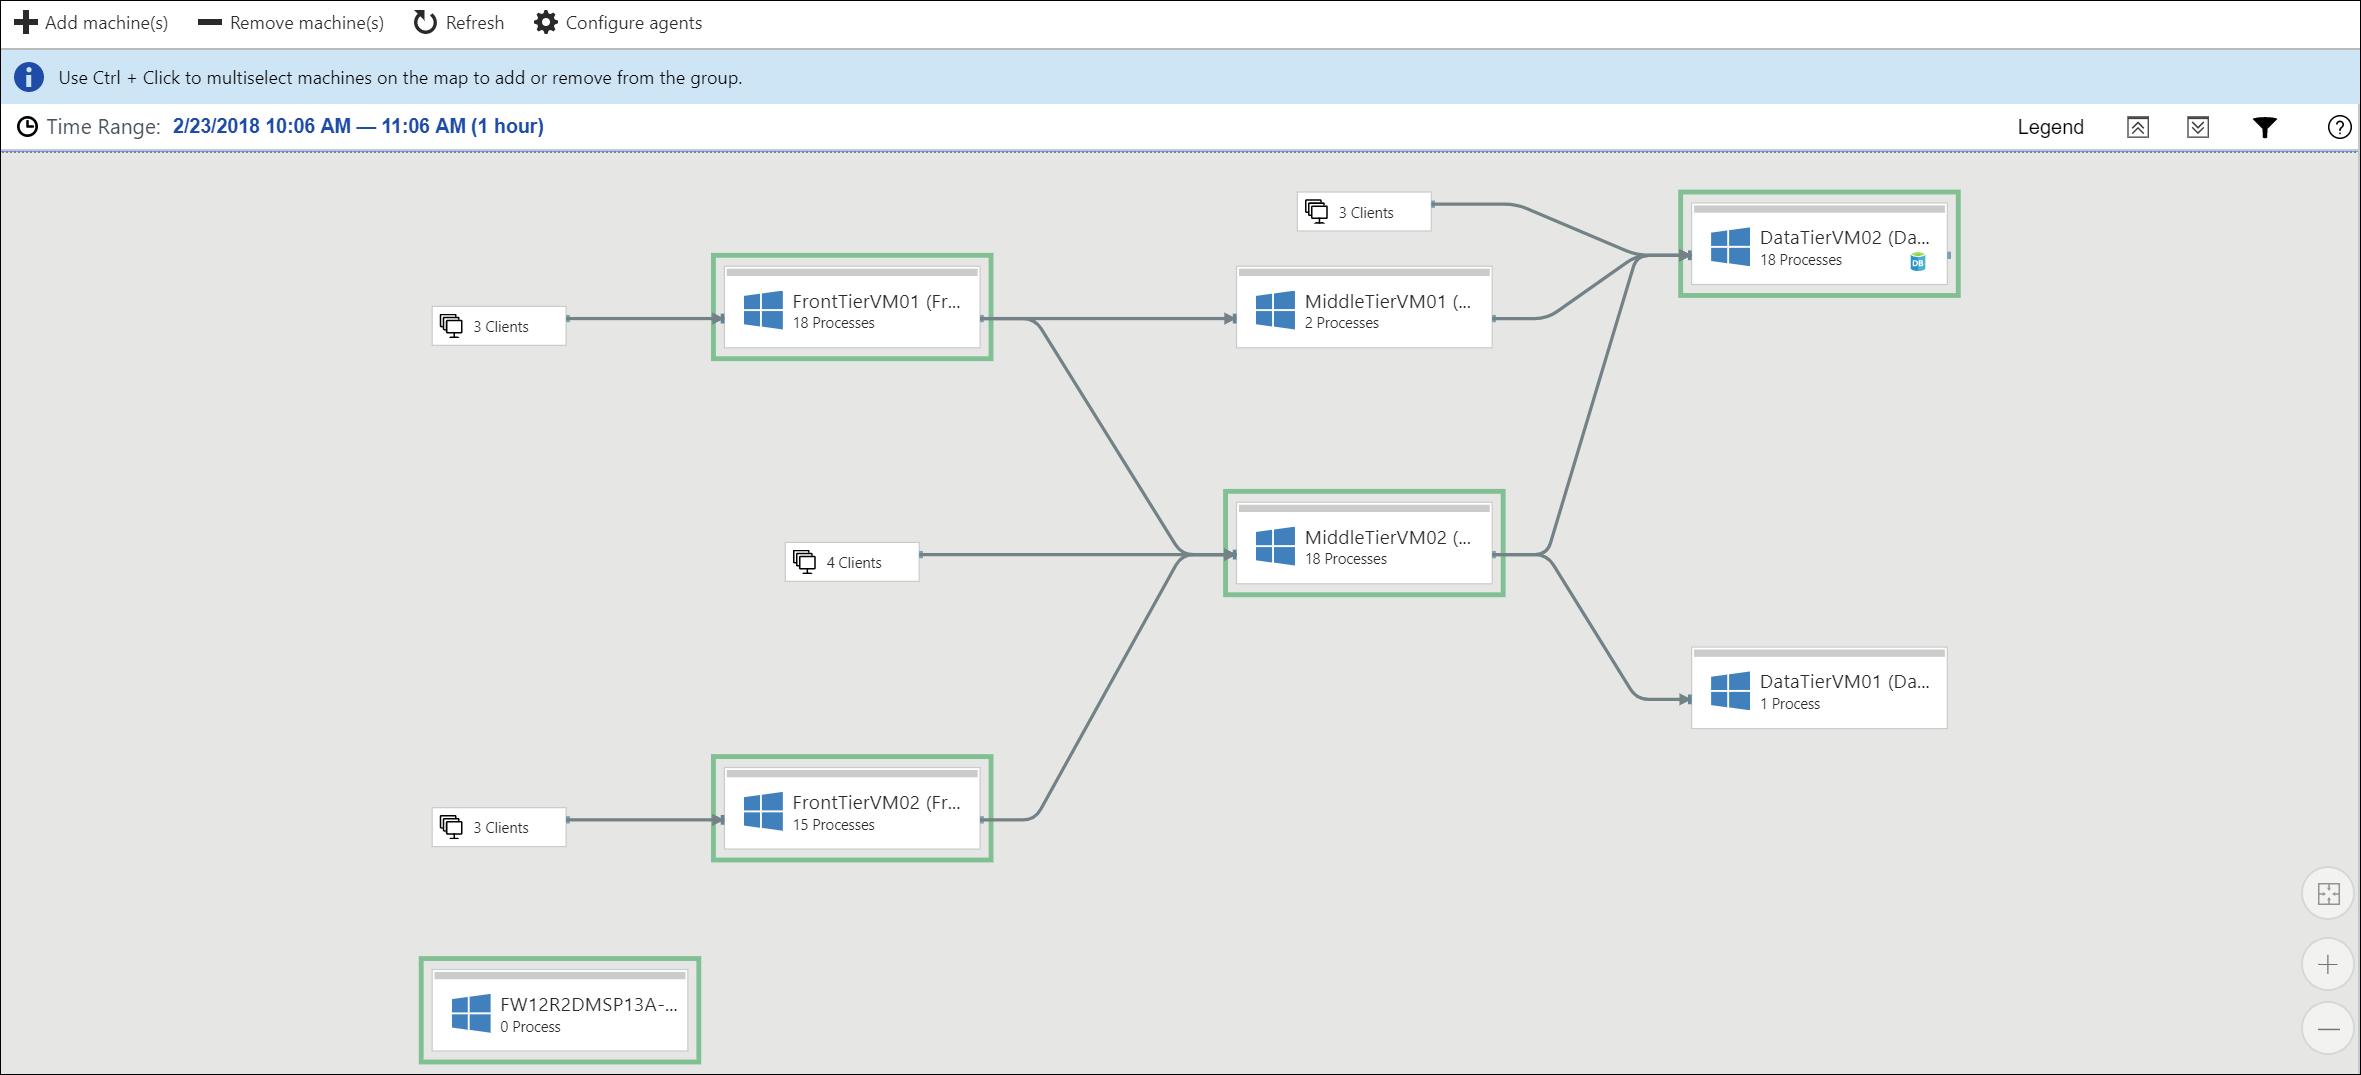 Add machine(s) Remove machine(s) Refresh Configure agents
Use Ctrl + Click to multiselect machines on the map to add or remove from the group.
Time Range: 2/23/2018 10:06 AM — 11:06 AM (1 hour) Legend
3 Clients
DataTierVM02 (Da...
18 Processes
DB
FrontTierVM01 (Fr...
18 Processes
MiddleTierVM01 (...
2 Processes
3 Clients
MiddleTierVM02 (...
18 Processes
4 Clients
DataTierVM01 (Da...
1 Process
FrontTierVM02 (Fr...
15 Processes
3 Clients
FW12R2DMSP13A-...
0 Process